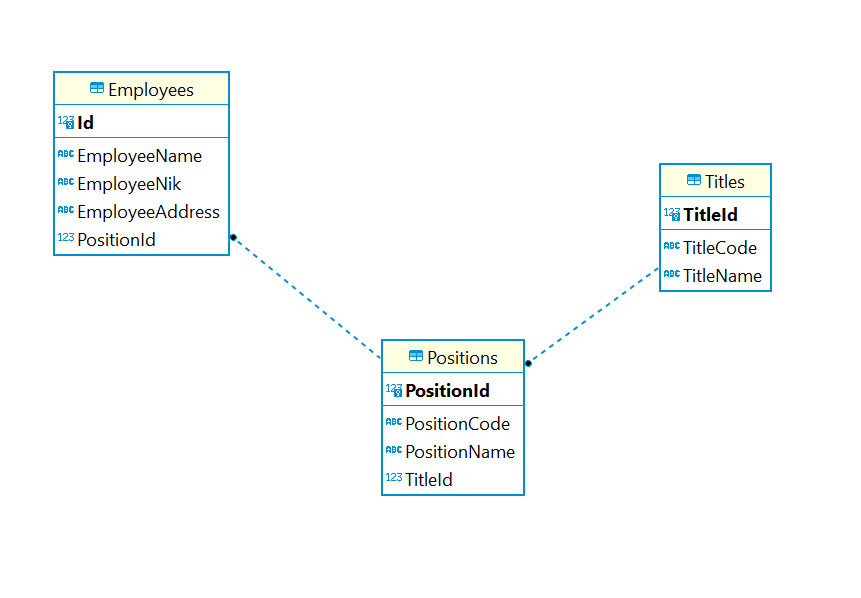 Employees
123 Id
ABC EmployeeName
ABC EmployeeNik
ABC EmployeeAddress
123 PositionId
Titles
123 TitleId
ABC TitleCode
ABC TitleName
Positions
123 PositionId
ABC PositionCode
ABC PositionName
123 TitleId